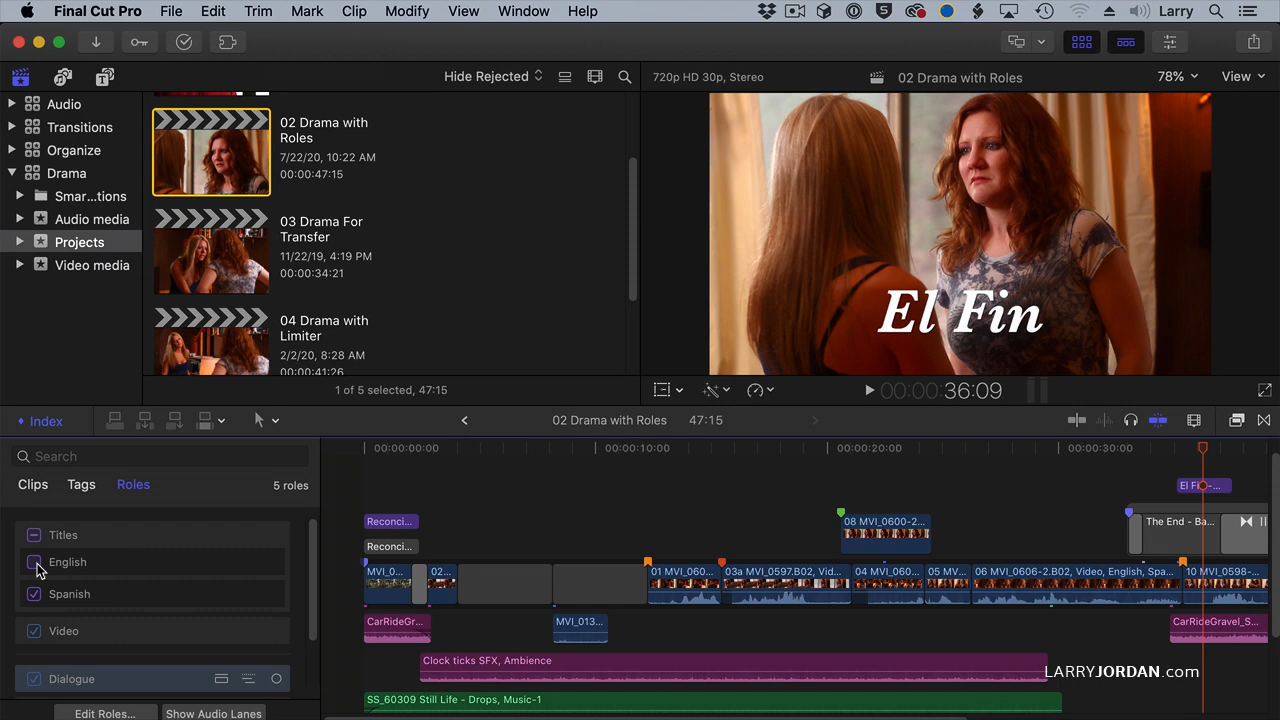 Final Cut Pro File Edit Trim Mark Clip Modify View Window Help Larry
Hide Rejected
720p HD 30p, Stereo
02 Drama with Roles
78%
View
Audio
Transitions
Organize
Drama
Smar...tions
Audio media
Projects
Video media
02 Drama with
Roles
7/22/20, 10:22 AM
00:00:47:15
03 Drama For
Transfer
11/22/19, 4:19 PM
00:00:34:21
04 Drama with
Limiter
2/2/20, 8:28 AM
00:00:41:26
1 of 5 selected, 47:15
El Fin
00:00:36:09
Index
02 Drama with Roles
47:15
Search
Clips Tags Roles 5 roles
Titles
English
Spanish
Video
Dialogue
Edit Roles... Show Audio Lanes
00:00:00:00 00:00:10:00 00:00:20:00 00:00:30:00
Reconci... 08 MVI_0600-2... The End - Ba...
Reconci...
MVI_0... 02... 01 MVI_060... 03a MVI_0597.B02, Vid... 04 MVI_060... 05 MV... 06 MVI_0606-2.B02, Video, English, Spa... 10 MVI_0598-...
CarRideGr... MVI_013... CarRideGravel_S...
Clock ticks SFX, Ambience
LARRYJORDAN.com
SS_60309 Still Life - Drops, Music-1